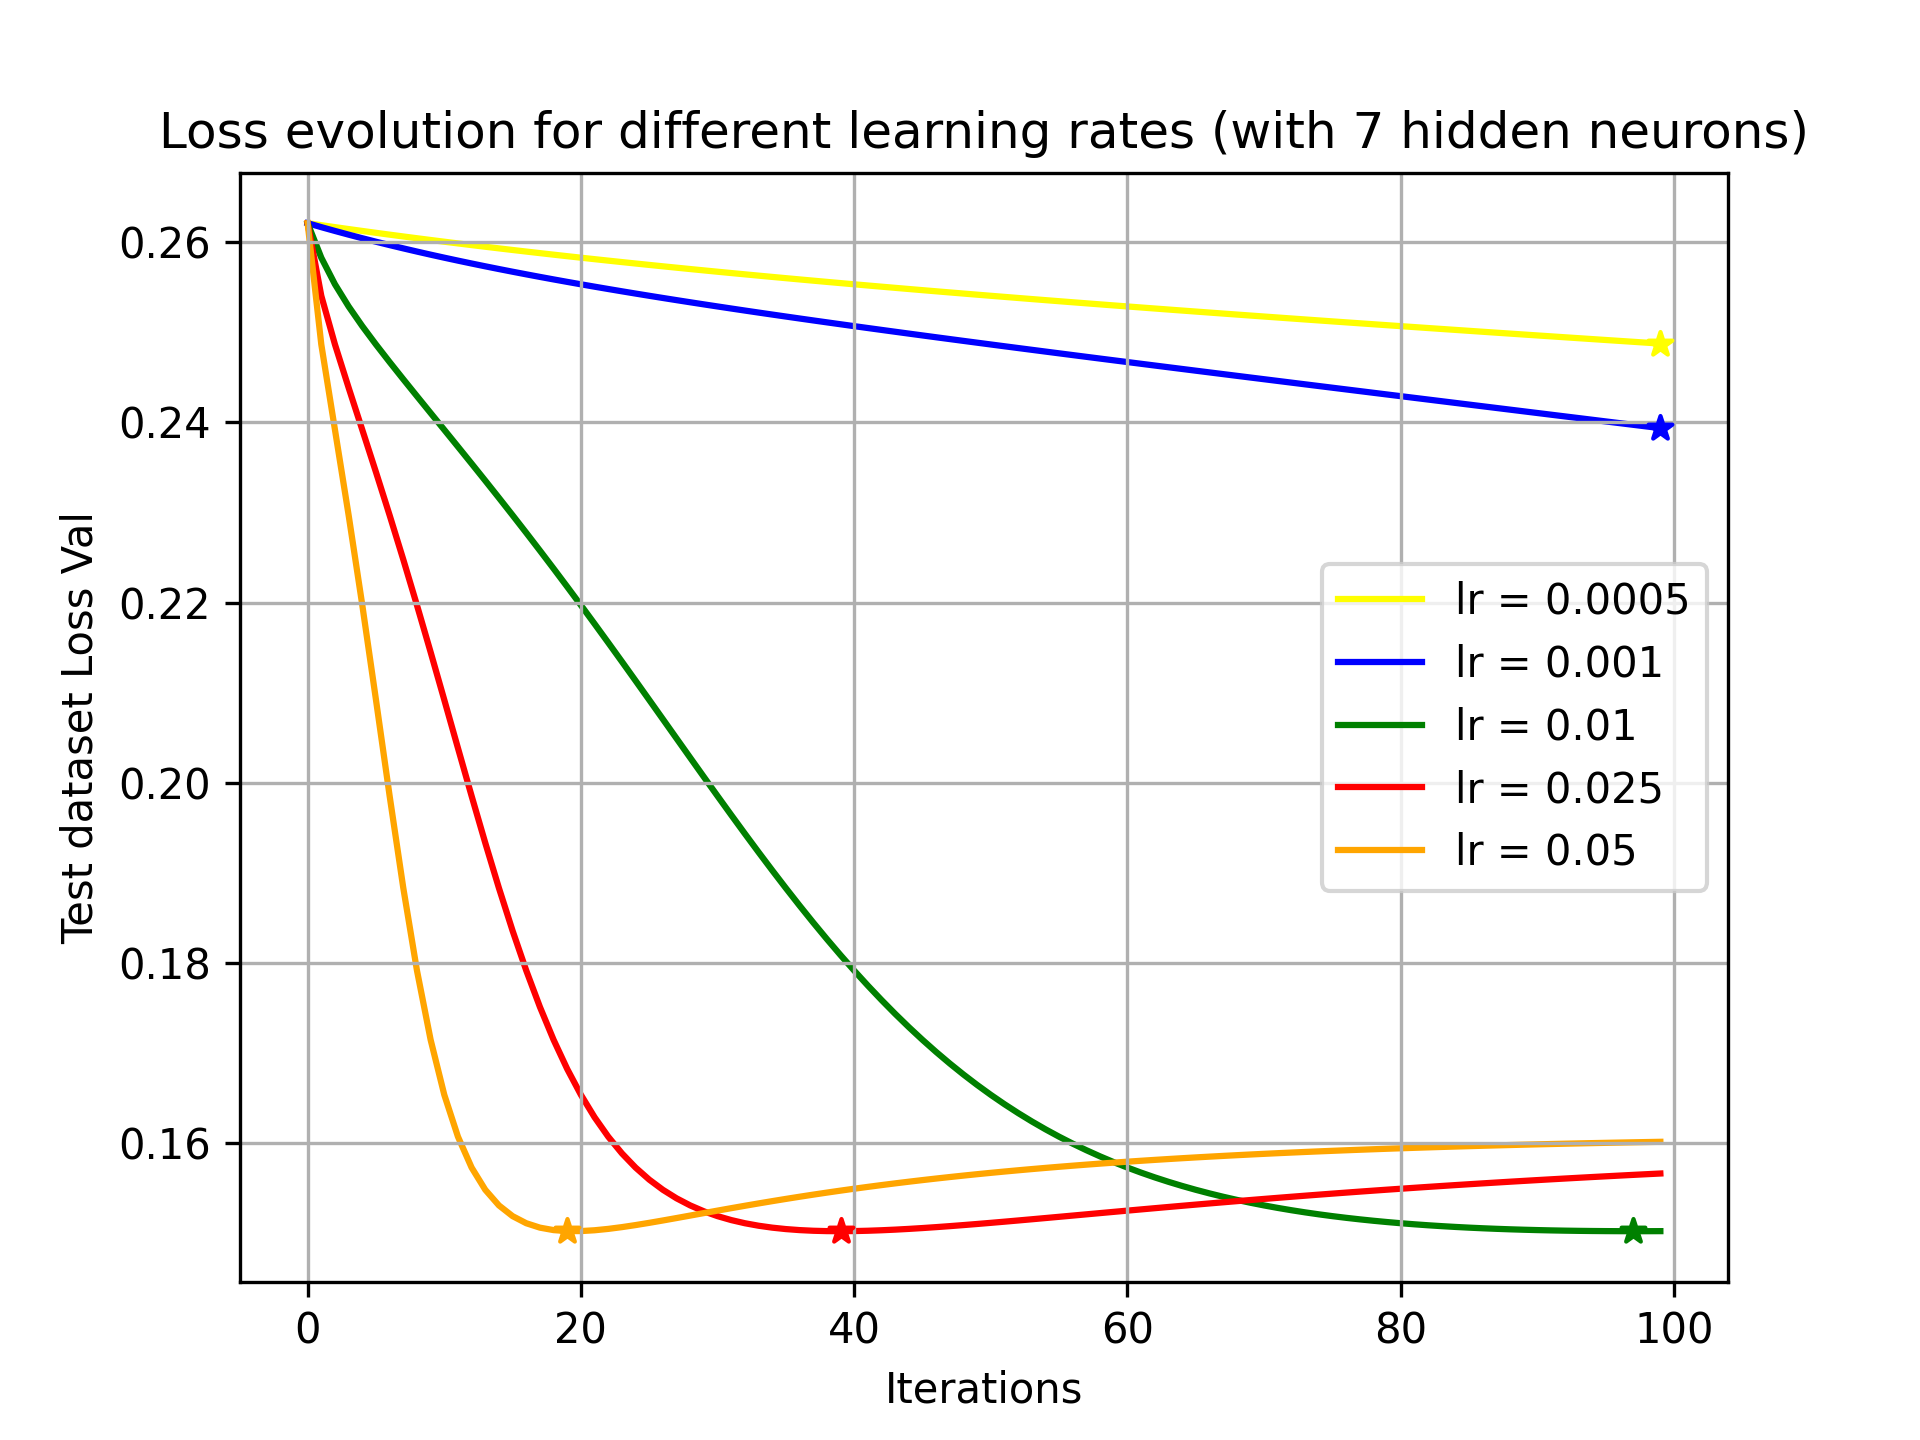 Loss evolution for different learning rates (with 7 hidden neurons)
Test dataset Loss Val
0.26
0.24
0.22
0.20
0.18
0.16
lr = 0.0005
lr = 0.001
lr = 0.01
lr = 0.025
lr = 0.05
0 20 40 60 80 100
Iterations